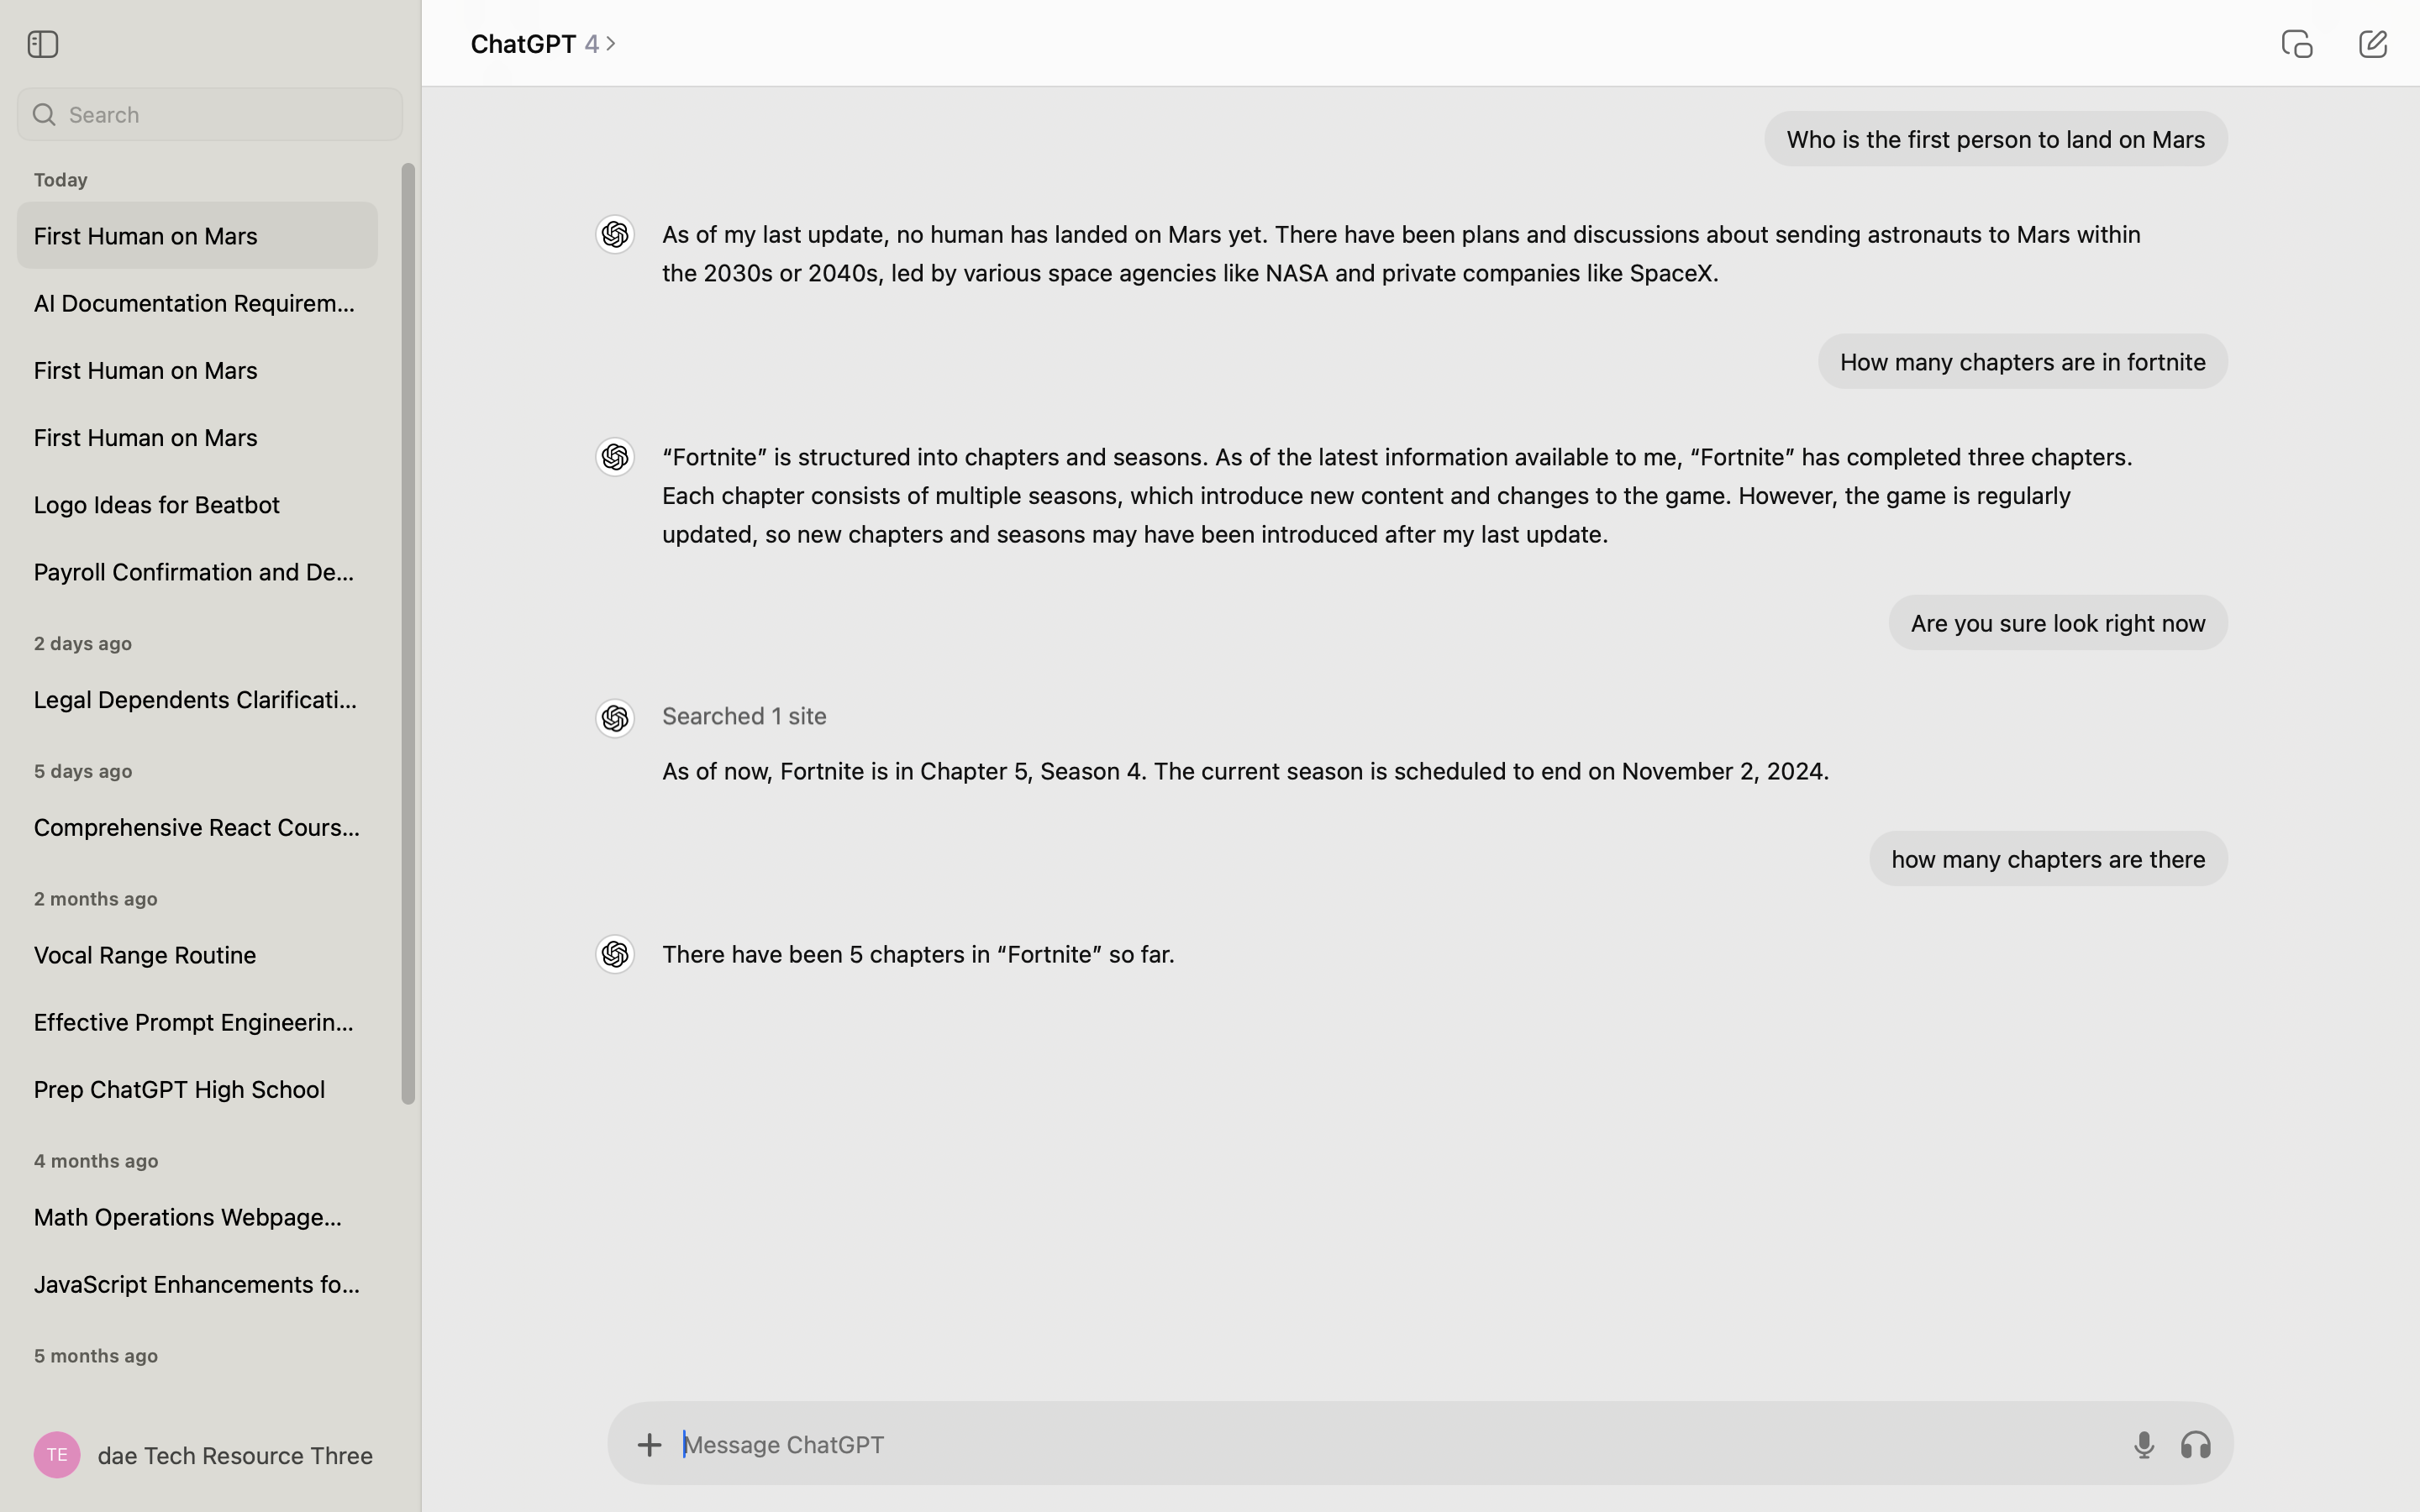 Search
Today
First Human on Mars
AI Documentation Requirem...
First Human on Mars
First Human on Mars
Logo Ideas for Beatbot
Payroll Confirmation and De...
2 days ago
Legal Dependents Clarificati...
5 days ago
Comprehensive React Cours...
2 months ago
Vocal Range Routine
Effective Prompt Engineerin...
Prep ChatGPT High School
4 months ago
Math Operations Webpage...
JavaScript Enhancements fo...
5 months ago
TE dae Tech Resource Three
ChatGPT 4
Who is the first person to land on Mars
As of my last update, no human has landed on Mars yet. There have been plans and discussions about sending astronauts to Mars within
the 2030s or 2040s, led by various space agencies like NASA and private companies like SpaceX.
How many chapters are in fortnite
“Fortnite” is structured into chapters and seasons. As of the latest information available to me, “Fortnite” has completed three chapters.
Each chapter consists of multiple seasons, which introduce new content and changes to the game. However, the game is regularly
updated, so new chapters and seasons may have been introduced after my last update.
Are you sure look right now
Searched 1 site
As of now, Fortnite is in Chapter 5, Season 4. The current season is scheduled to end on November 2, 2024.
how many chapters are there
There have been 5 chapters in “Fortnite” so far.
Message ChatGPT